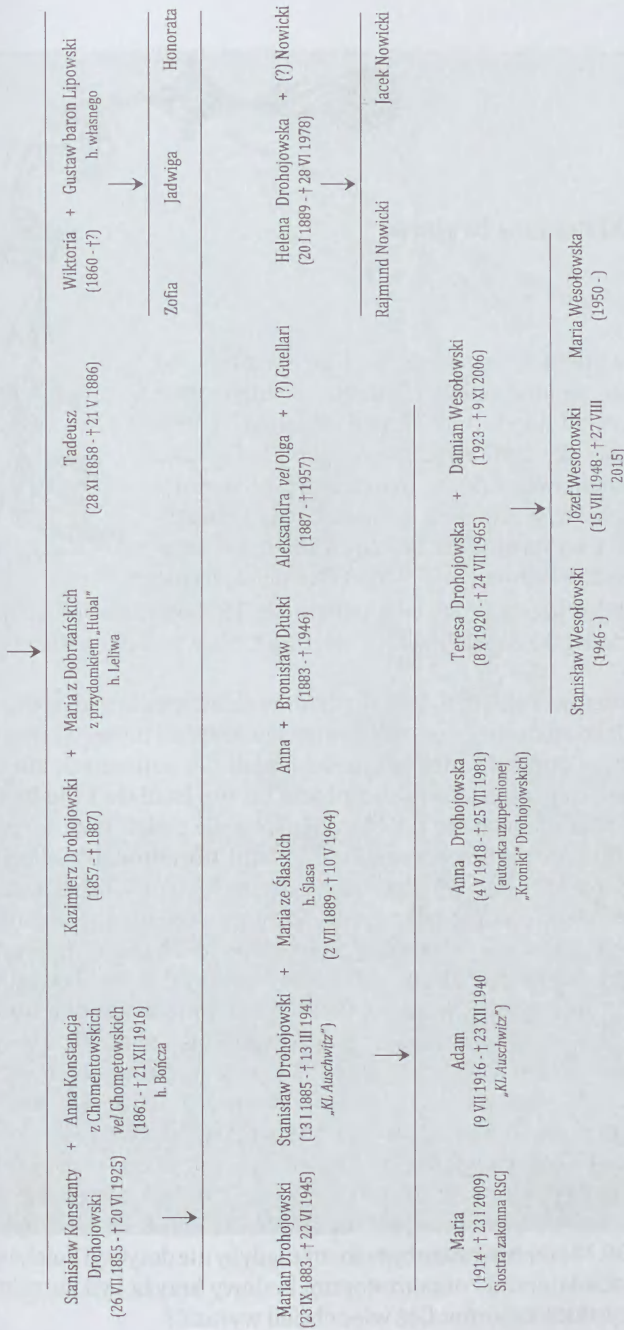 Stanisław Konstanty + Anna Konstancja
Drohojowski z Chomentowskich
(26 VII 1855 - † 20 VI 1925) vel Chomętowskich
(1861 - † 21 XII 1916)
h. Bończa
Kazimierz Drohojowski + Maria z Dobrzańskich
(1857 - † 1887) z przydomkiem „Hubal”
h. Leliwa
Tadeusz
(28 XI 1858 - † 21 V 1886)
Wiktoria + Gustaw baron Lipowski
(1860 - †?) h. własnego
Zofia Jadwiga Honorata
Marian Drohojowski
(23 IX 1883 - † 22 VI 1945)
Stanisław Drohojowski + Maria ze Ślaskich
(13 I 1885 - † 13 III 1941 h. Ślasa
„Kl. Auschwitz”) (2 VII 1889 - † 10 V 1964)
Anna + Bronisław Dłuski
(1883 - † 1946)
Aleksandra vel Olga + (?) Guellari
(1887 - † 1957)
Helena Drohojowska + (?) Nowicki
(20 I 1889 - † 28 VI 1978)
Rajmund Nowicki Jacek Nowicki
Maria
(1914 - † 23 I 2009)
Siostra zakonna RSCJ
Adam
(9 VII 1916 - † 23 XII 1940
„Kl. Auschwitz”)
Anna Drohojowska
(4 V 1918 - † 25 VII 1981)
(autorka uzupełnionej
„Kroniki” Drohojowskich)
Teresa Drohojowska + Damian Wesołowski
(8 X 1920 - † 24 VII 1965) (1923 - † 9 XI 2006)
Stanisław Wesołowski
(1946 - )
Józef Wesołowski
(15 VII 1948 - † 27 VIII
2015)
Maria Wesołowska
(1950 - )